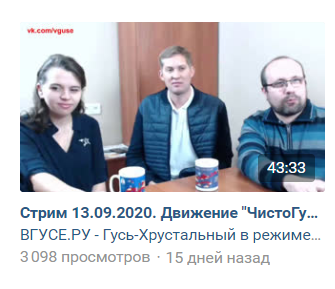 vk.com/vguse
43:33
Стрим 13.09.2020. Движение "ЧистоГу...
ВГУСЕ.РУ - Гусь-Хрустальный в режиме...
3 098 просмотров · 15 дней назад